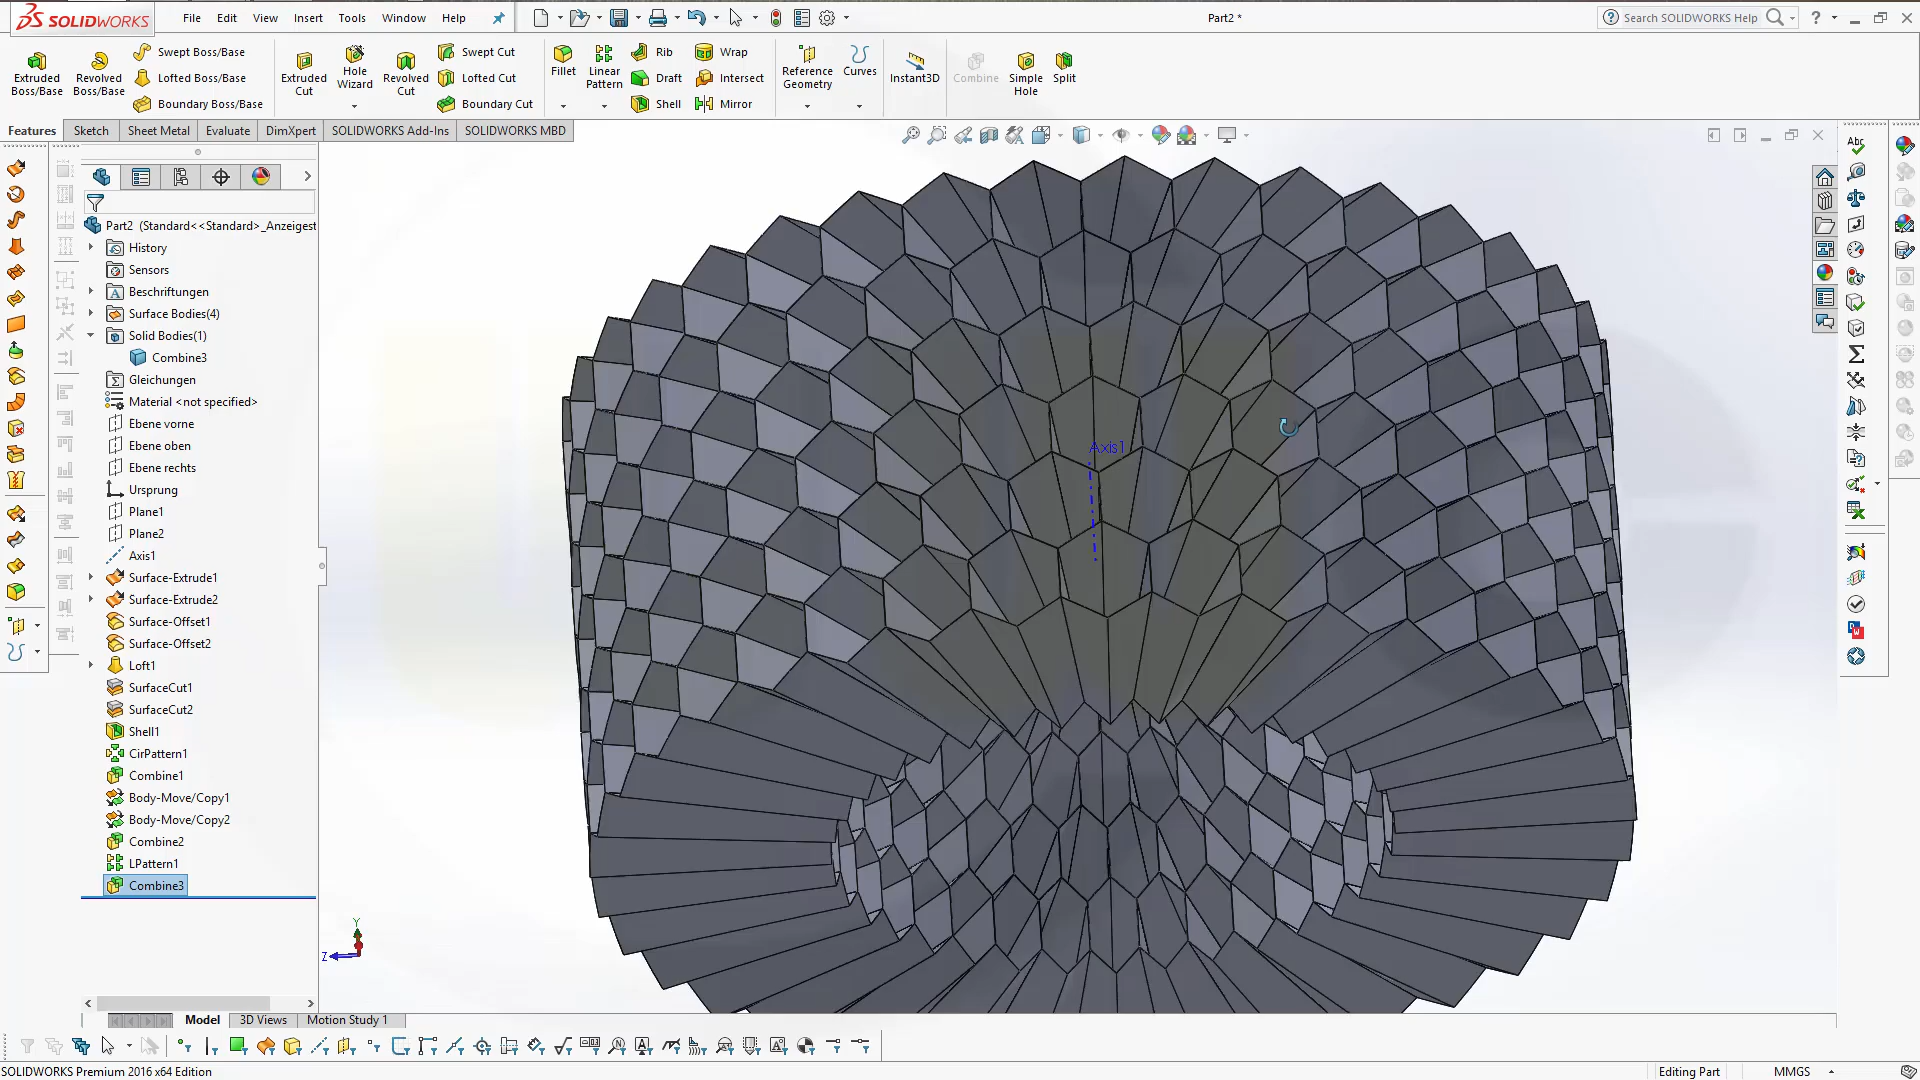 SOLIDWORKS
File
Edit
View
Insert
Tools
Window
Help
Part2 *
Search SOLIDWORKS Help
Extruded Boss/Base
Revolved Boss/Base
Swept Boss/Base
Lofted Boss/Base
Boundary Boss/Base
Extruded Cut
Hole Wizard
Revolved Cut
Swept Cut
Lofted Cut
Boundary Cut
Fillet
Linear Pattern
Rib
Draft
Shell
Wrap
Intersect
Mirror
Reference Geometry
Curves
Instant3D
Combine
Simple Hole
Split
Features
Sketch
Sheet Metal
Evaluate
DimXpert
SOLIDWORKS Add-Ins
SOLIDWORKS MBD
Abc
Part2 (Standard<<Standard>_Anzeigest
History
Sensors
Beschriftungen
Surface Bodies(4)
Solid Bodies(1)
Combine3
Gleichungen
Material <not specified>
Ebene vorne
Ebene oben
Ebene rechts
Ursprung
Plane1
Plane2
Axis1
Surface-Extrude1
Surface-Extrude2
Surface-Offset1
Surface-Offset2
Loft1
SurfaceCut1
SurfaceCut2
Shell1
CirPattern1
Combine1
Body-Move/Copy1
Body-Move/Copy2
Combine2
LPattern1
Combine3
Axis1
Y
Z
Model
3D Views
Motion Study 1
SOLIDWORKS Premium 2016 x64 Edition
Editing Part
MMGS